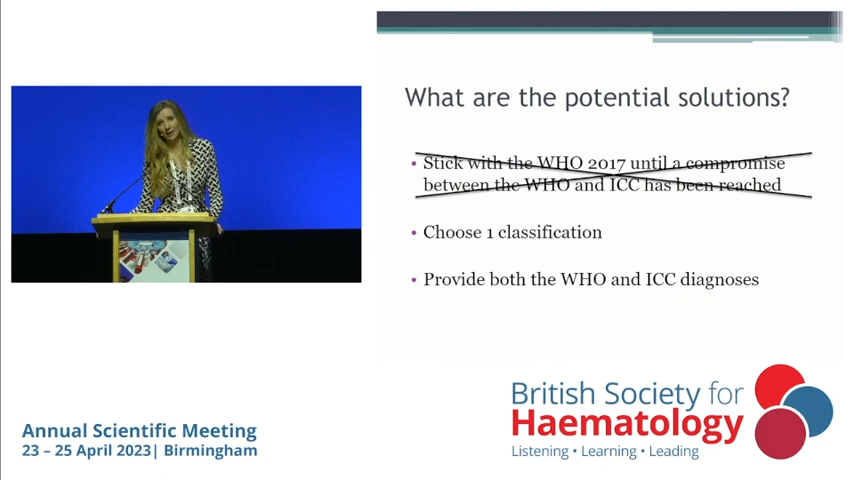 What are the potential solutions?
• Stick with the WHO 2017 until a compromise
between the WHO and ICC has been reached
• Choose 1 classification
• Provide both the WHO and ICC diagnoses
British Society for
Haematology
Listening • Learning • Leading
Annual Scientific Meeting
23 – 25 April 2023| Birmingham